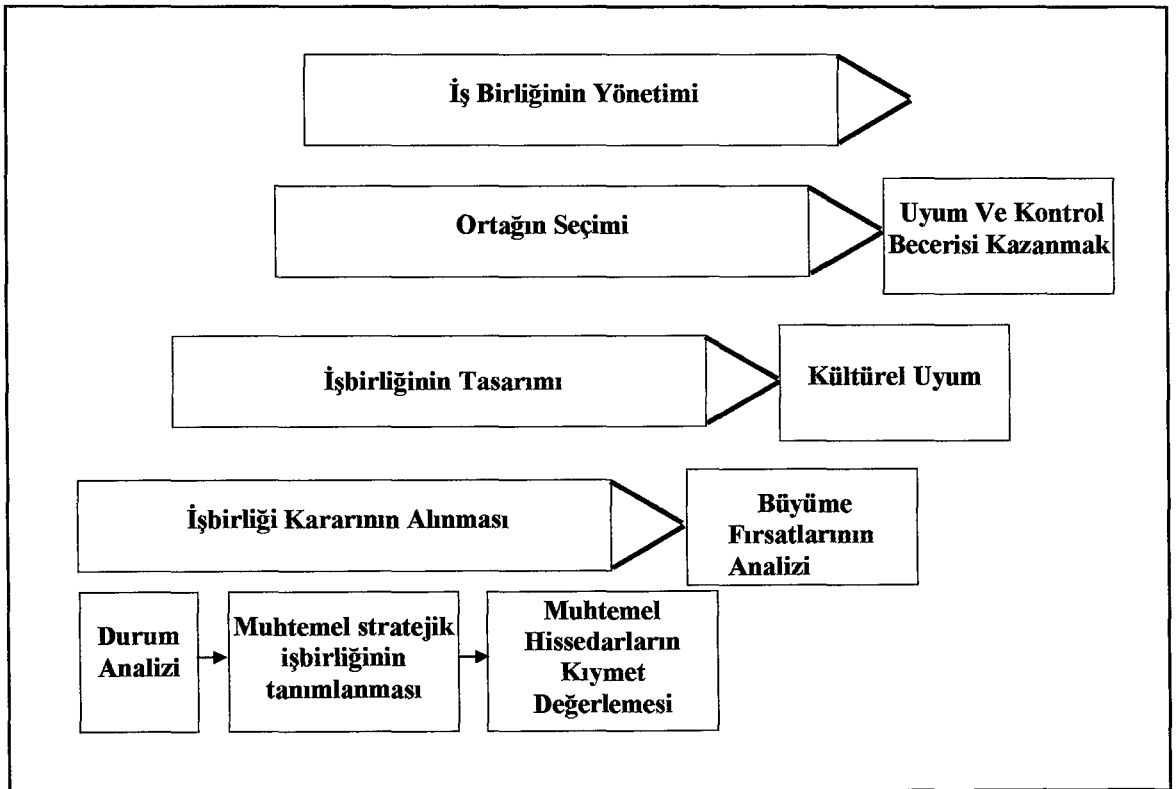 İş Birliğinin Yönetimi
Ortağın Seçimi
Uyum Ve Kontrol
Becerisi Kazanmak
İşbirliğinin Tasarımı
Kültürel Uyum
İşbirliği Kararının Alınması
Büyüme
Fırsatlarının
Analizi
Durum
Analizi
Muhtemel stratejik
işbirliğinin
tanımlanması
Muhtemel
Hissedarların
Kıymet
Değerlemesi